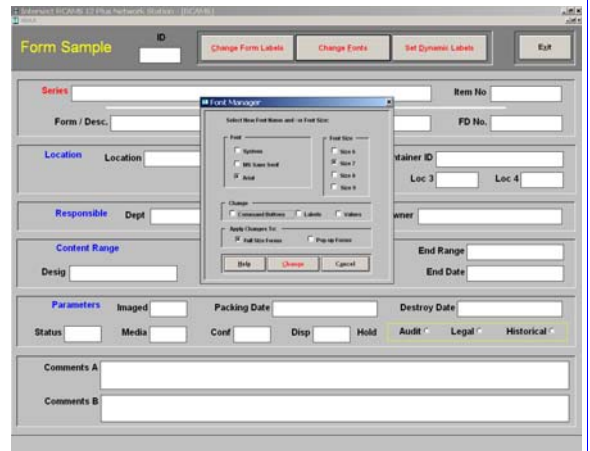 Intersect RCAMS 12 Plus Network Station - [RCAMS]
Form Sample
ID
Change Form Labels
Change Fonts
Set Dynamic Labels
Exit
Series
Item No
Form / Desc.
FD No.
Font Manager
Select New Font Name and -or Font Size:
Font
System
MS Sans Serif
Arial
Font Size
Size 6
Size 7
Size 8
Size 9
Change
Command Buttons
Labels
Values
Apply Changes To:
Full Size Forms
Pop-up Forms
Help
Change
Cancel
Location
Location
ntainer ID
Loc 3
Loc 4
Responsible
Dept
wner
Content Range
End Range
Desig
End Date
Parameters
Imaged
Packing Date
Destroy Date
Status
Media
Conf
Disp
Hold
Audit
Legal
Historical
Comments A
Comments B